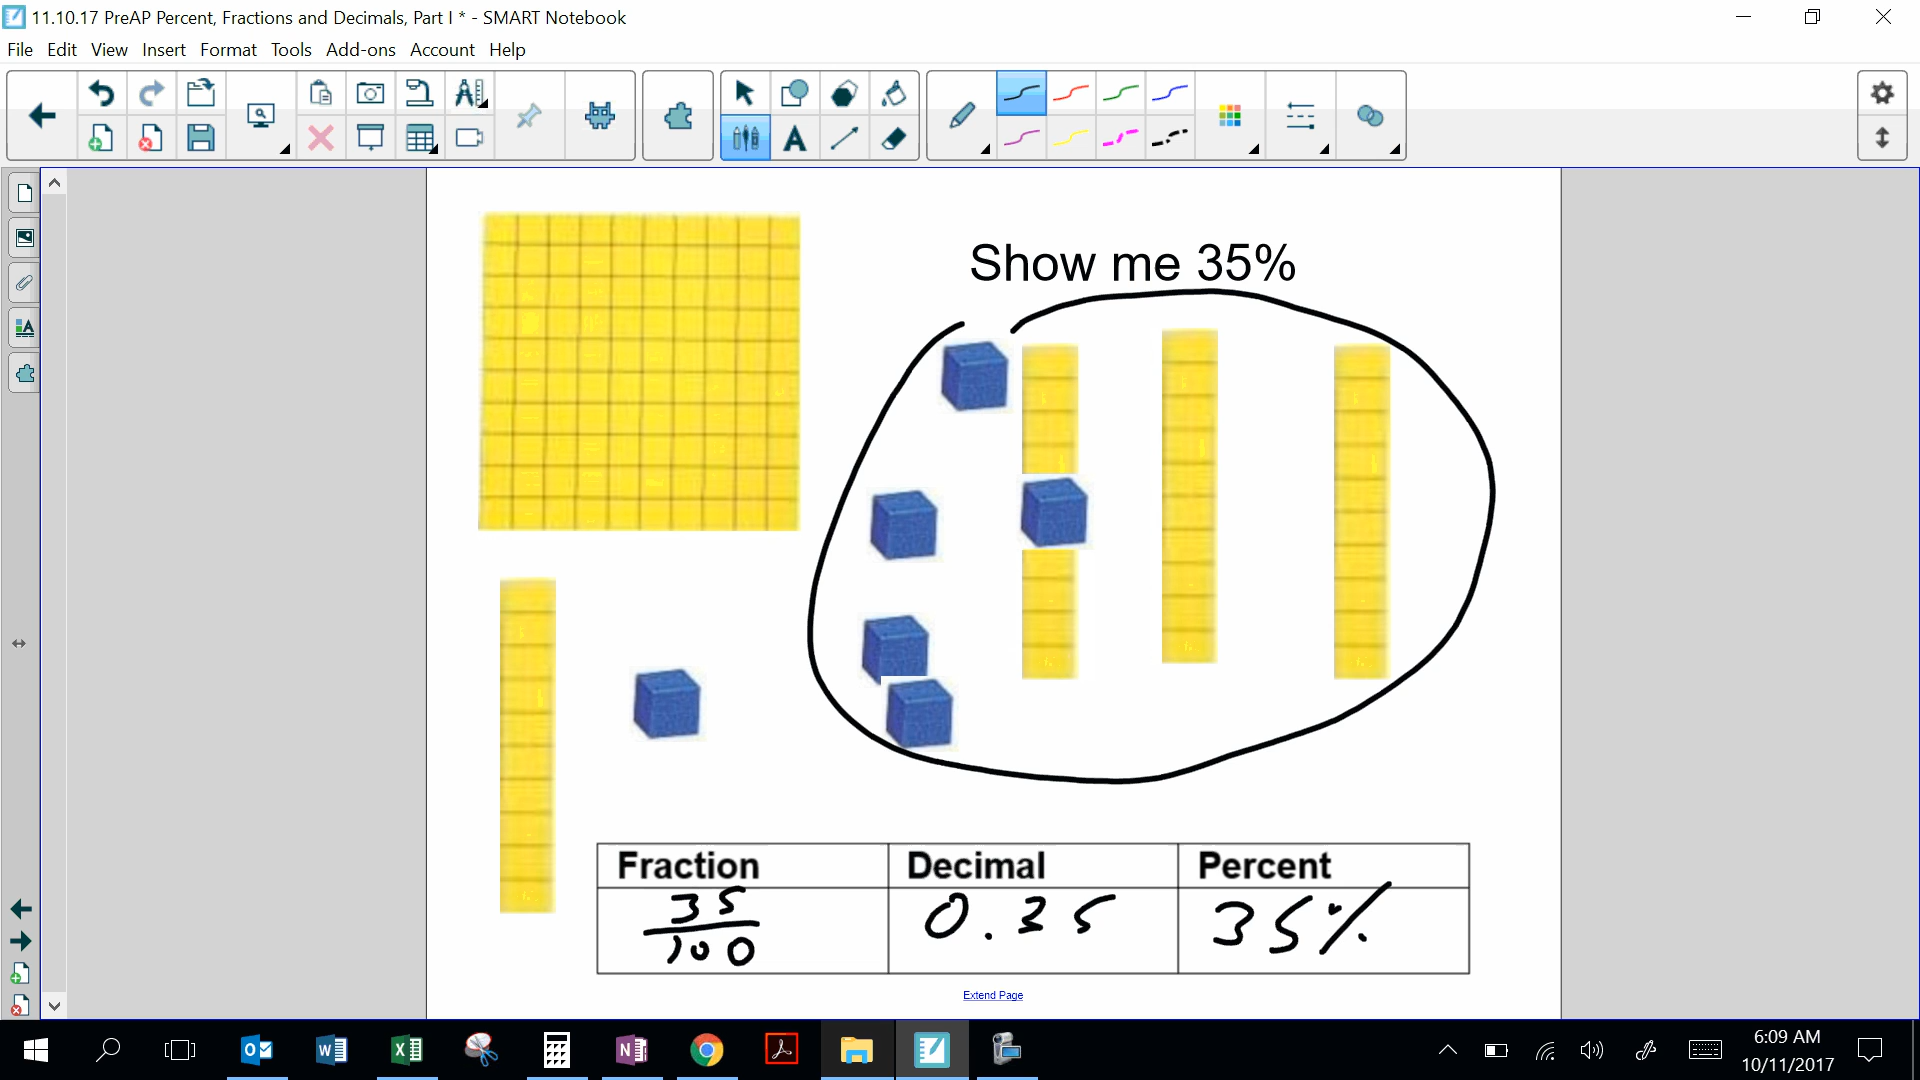 11.10.17 PreAP Percent, Fractions and Decimals, Part I * - SMART Notebook
File Edit View Insert Format Tools Add-ons Account Help
Show me 35%
Fraction Decimal Percent
35
100
0.35 35%
Extend Page
6:09 AM
10/11/2017